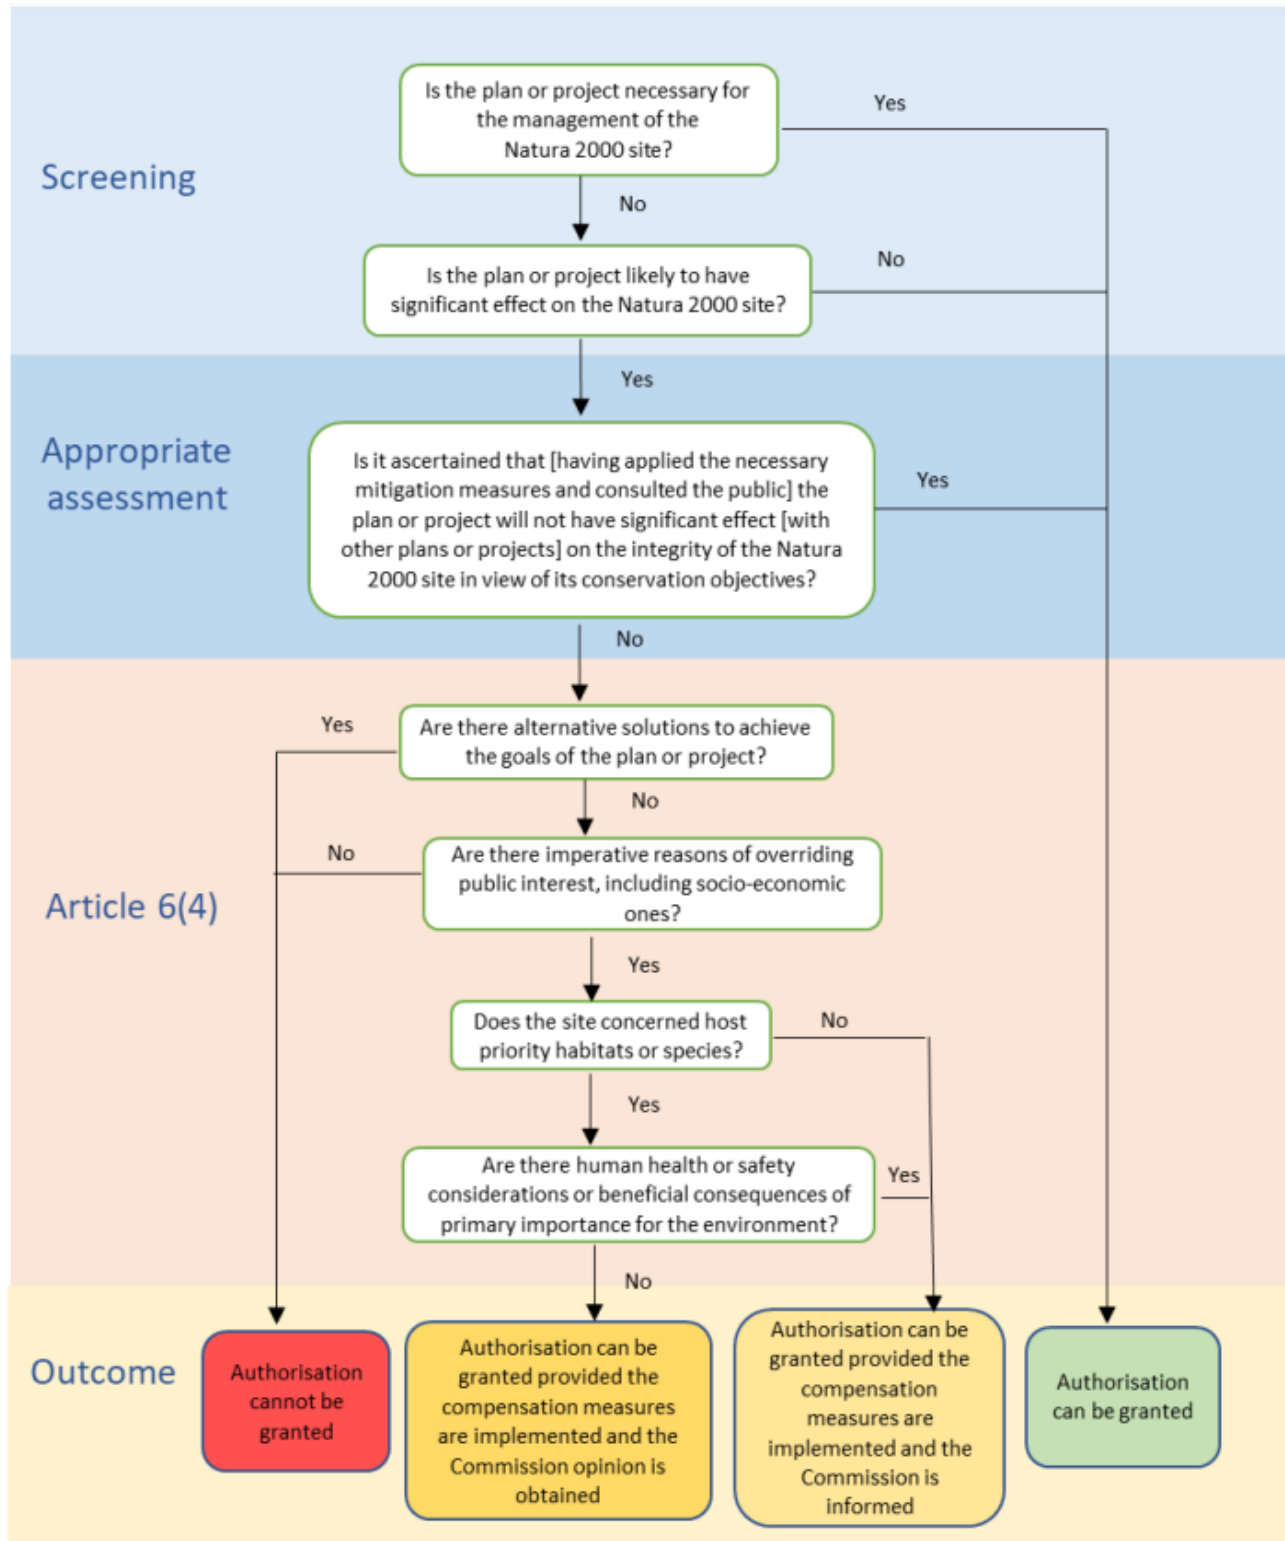 Is the plan or project necessary for
the management of the
Natura 2000 site?
Yes
Screening
No
Is the plan or project likely to have
significant effect on the Natura 2000 site?
No
Yes
Appropriate
assessment
Is it ascertained that [having applied the necessary
mitigation measures and consulted the public] the
plan or project will not have significant effect [with
other plans or projects] on the integrity of the Natura
2000 site in view of its conservation objectives?
Yes
No
Yes
Are there alternative solutions to achieve
the goals of the plan or project?
No
No
Are there imperative reasons of overriding
public interest, including socio-economic
ones?
Article 6(4)
Yes
Does the site concerned host
priority habitats or species?
No
Yes
Are there human health or safety
considerations or beneficial consequences of
primary importance for the environment?
Yes
No
Outcome
Authorisation
cannot be
granted
Authorisation can be
granted provided the
compensation measures
are implemented and the
Commission opinion is
obtained
Authorisation can be
granted provided the
compensation
measures are
implemented and the
Commission is
informed
Authorisation
can be granted